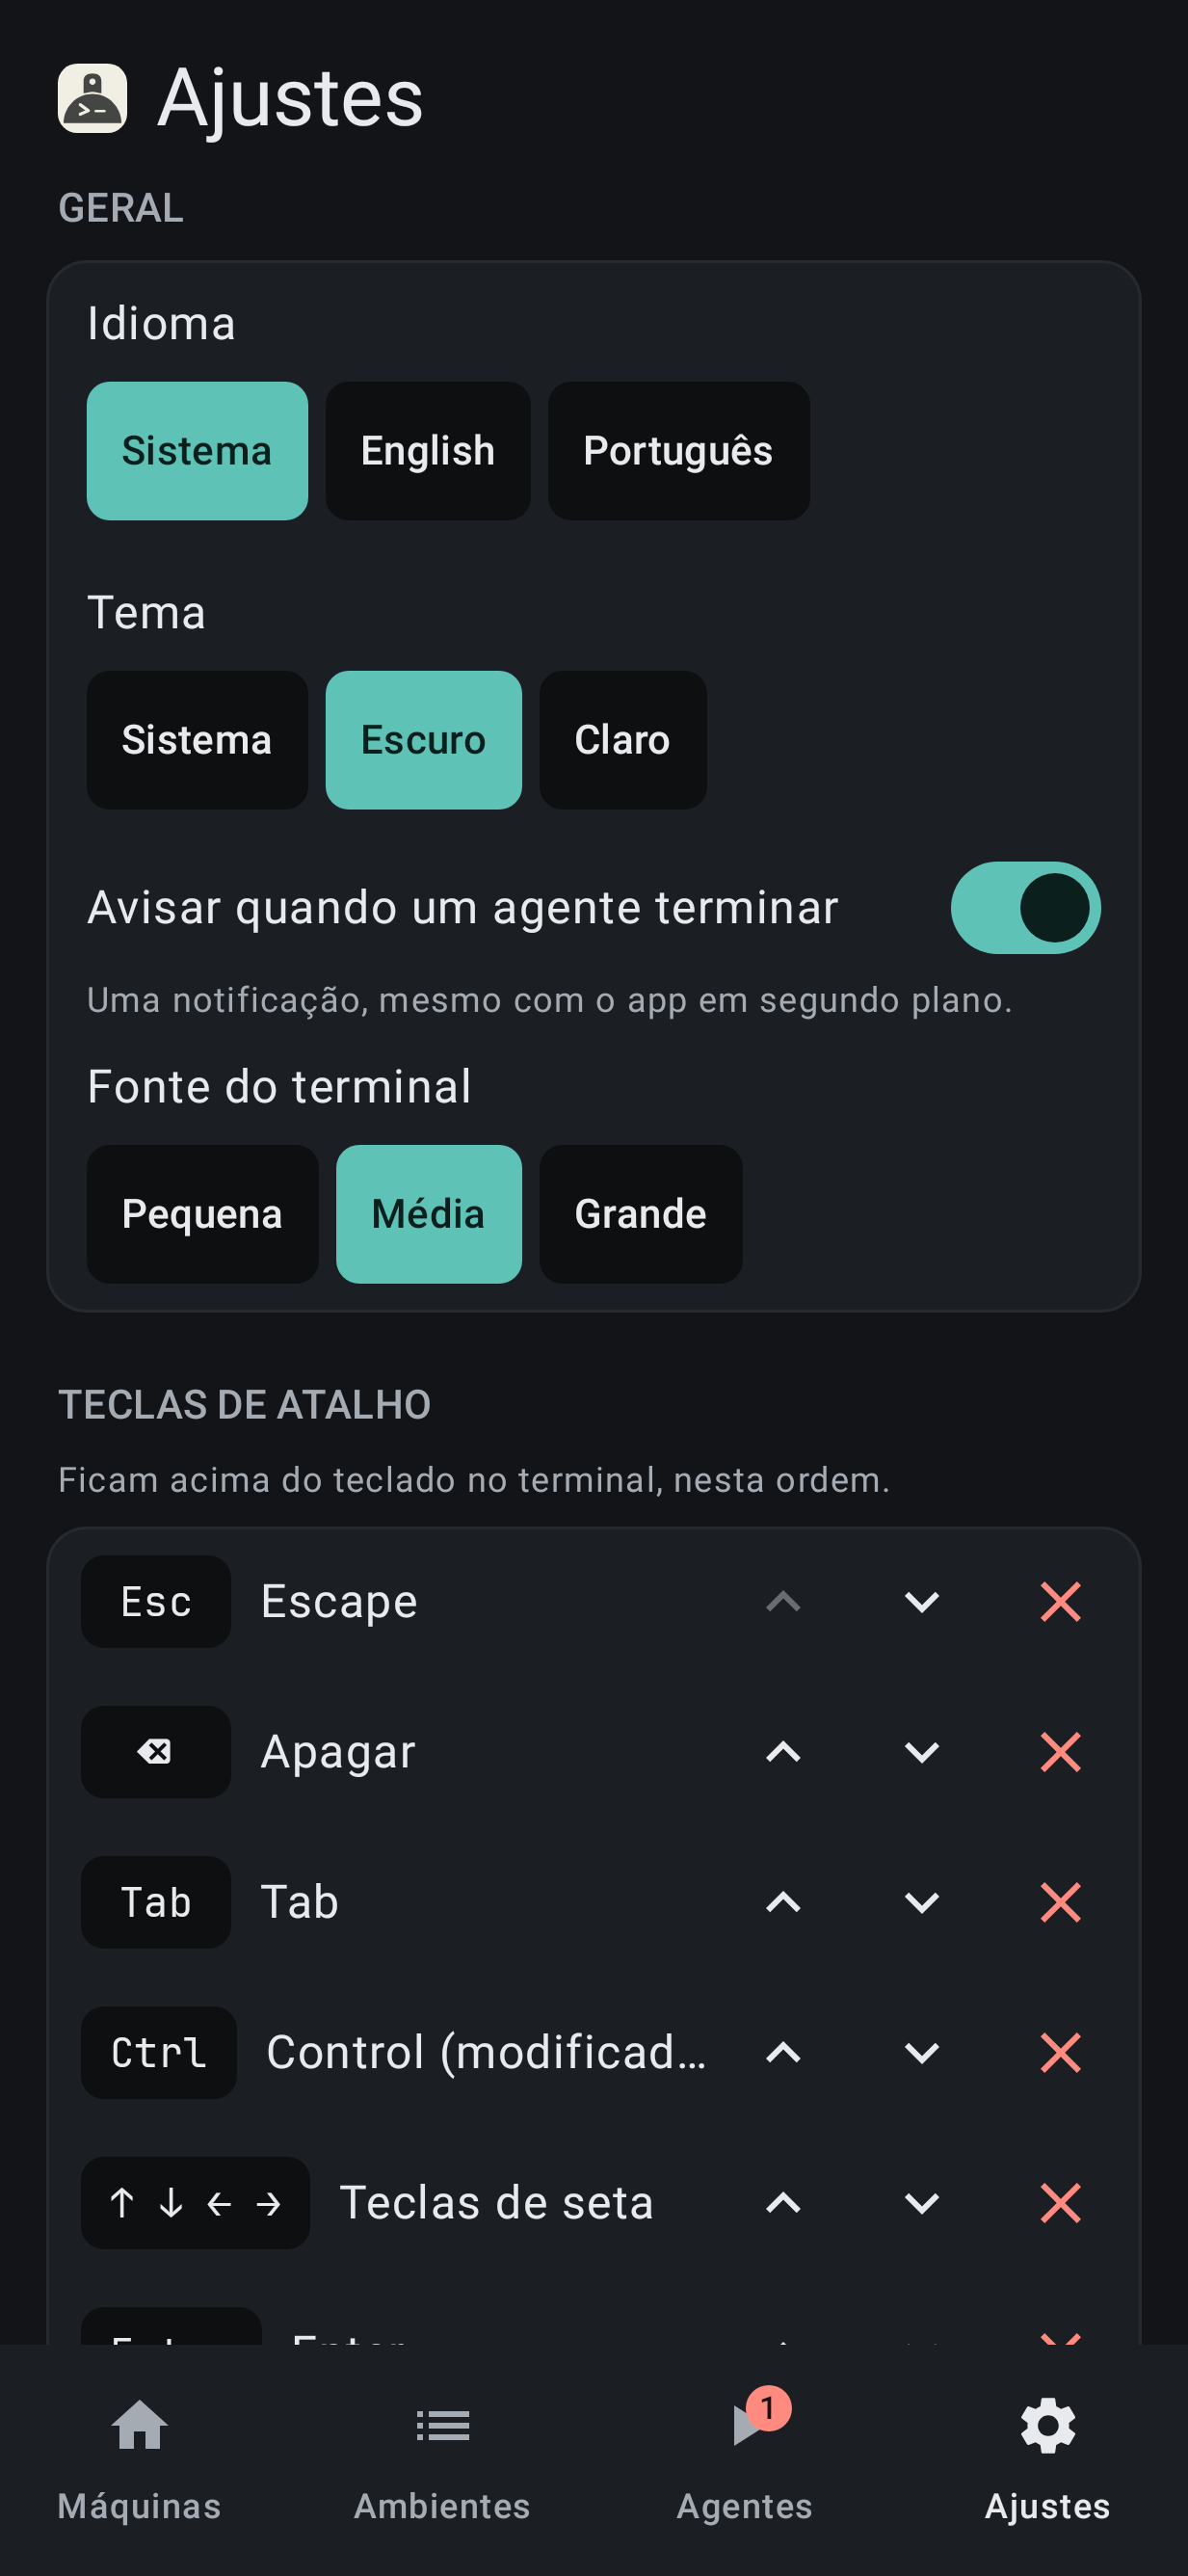 Ajustes
GERAL
Idioma
Sistema English Português
Tema
Sistema Escuro Claro
Avisar quando um agente terminar
Uma notificação, mesmo com o app em segundo plano.
Fonte do terminal
Pequena Média Grande
TECLAS DE ATALHO
Ficam acima do teclado no terminal, nesta ordem.
Esc Escape
Apagar
Tab Tab
Ctrl Control (modificad…
↑ ↓ ← → Teclas de seta
1
Máquinas Ambientes Agentes Ajustes